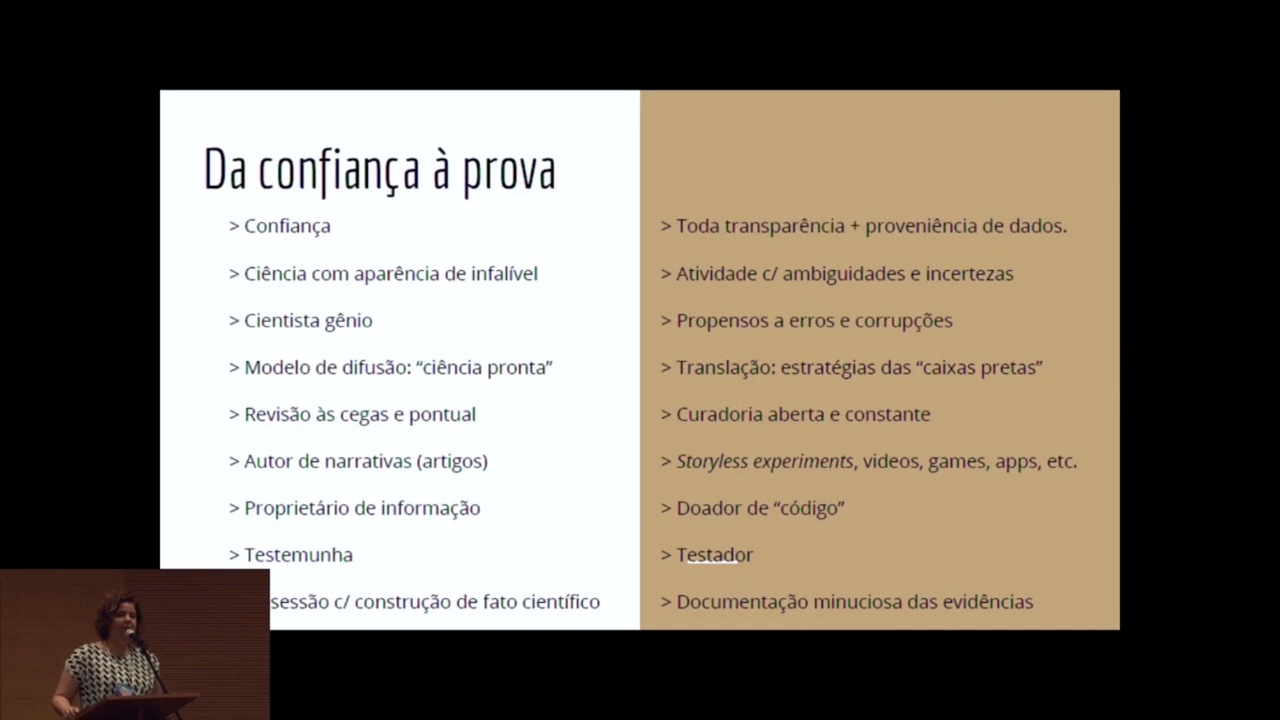 Da confiança à prova
> Confiança
> Ciência com aparência de infalível
> Cientista gênio
> Modelo de difusão: “ciência pronta”
> Revisão às cegas e pontual
> Autor de narrativas (artigos)
> Proprietário de informação
> Testemunha
c/ construção de fato científico
> Toda transparência + proveniência de dados.
> Atividade c/ ambiguidades e incertezas
> Propensos a erros e corrupções
> Translação: estratégias das “caixas pretas”
> Curadoria aberta e constante
> Storyless experiments, videos, games, apps, etc.
> Doador de “código”
> Testador
> Documentação minuciosa das evidências